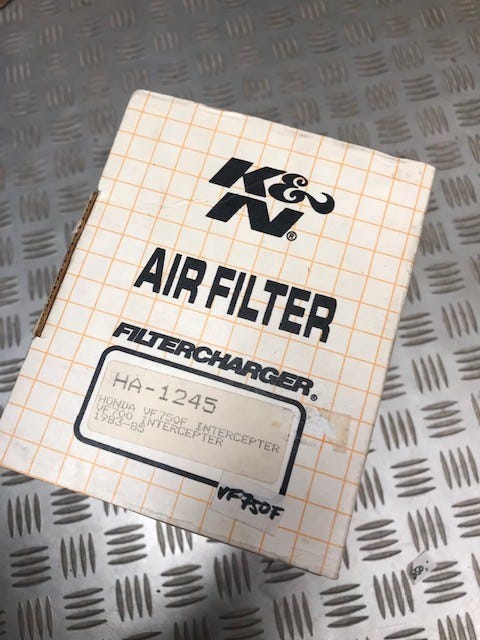 K&N®
AIR FILTER
FILTERCHARGER®
HA-1245
HONDA VF750F INTERCEPTER
VF700 INTERCEPTER
1983-85
VF750F